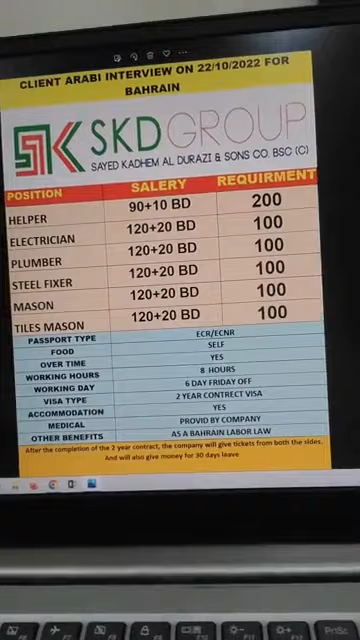 CLIENT ARABI INTERVIEW ON 22/10/2022 FOR
BAHRAIN
SKDGROUP
SAYED KADHEM AL DURAZI & SONS CO. BSC (C)
POSITION SALERY REQUIRMENT
HELPER 90+10 BD 200
ELECTRICIAN 120+20 BD 100
PLUMBER 120+20 BD 100
STEEL FIXER 120+20 BD 100
MASON 120+20 BD 100
TILES MASON 120+20 BD 100
PASSPORT TYPE ECR/ECNR
FOOD SELF
OVER TIME YES
WORKING HOURS 8 HOURS
WORKING DAY 6 DAY FRIDAY OFF
VISA TYPE 2 YEAR CONTRECT VISA
ACCOMMODATION YES
MEDICAL PROVID BY COMPANY
OTHER BENEFITS AS A BAHRAIN LABOR LAW
After the completion of the 2 year contract, the company will give tickets from both the sides.
And will also give money for 30 days leave